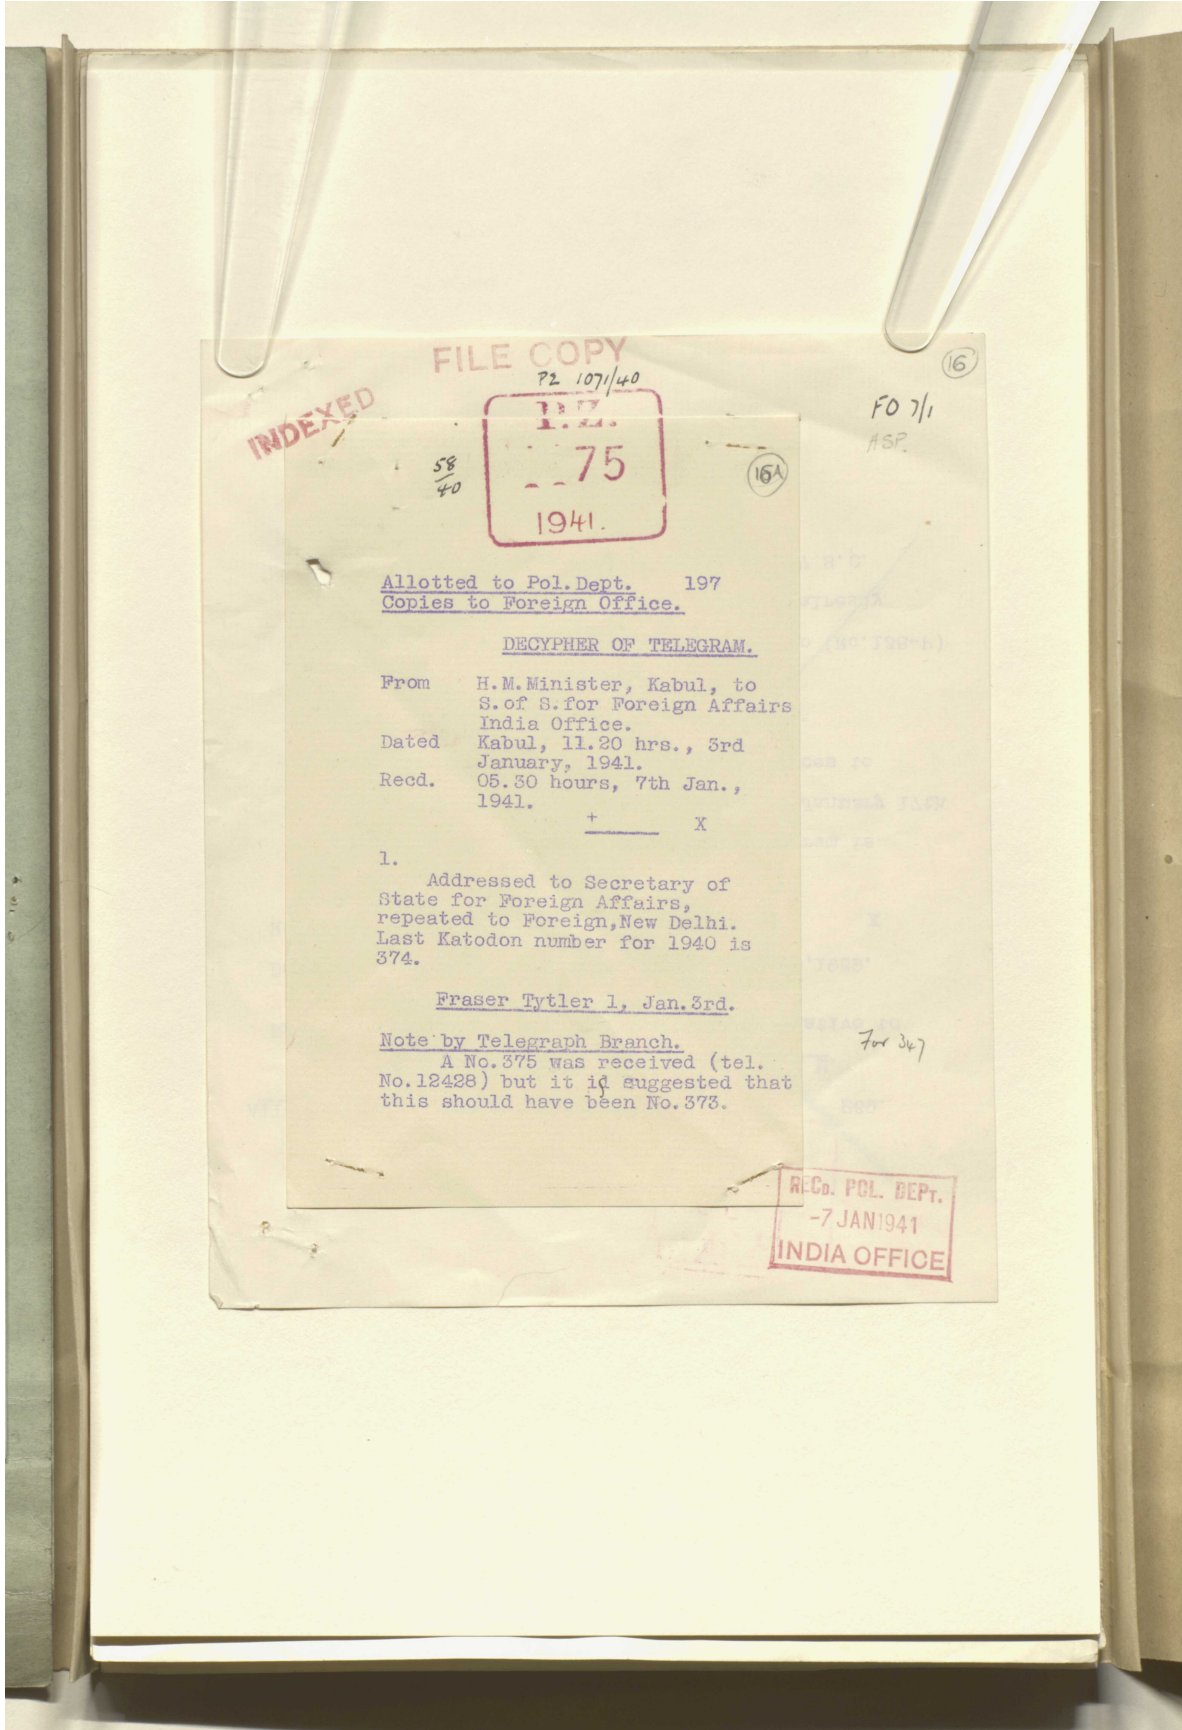 FILE COPY
16
PZ 1071/40
INDEXED
FO 7/1
ASP.
P.Z.
58
40
75
16A
1941.
Allotted to Pol.Dept. 197
Copies to Foreign Office.
DECYPHER OF TELEGRAM.
From H.M.Minister, Kabul, to
S.of S.for Foreign Affairs
India Office.
Dated Kabul, 11.20 hrs., 3rd
January, 1941.
Recd. 05.30 hours, 7th Jan.,
1941.
+ X
1.
Addressed to Secretary of
State for Foreign Affairs,
repeated to Foreign,New Delhi.
Last Katodon number for 1940 is
374.
Fraser Tytler 1, Jan.3rd.
Note by Telegraph Branch.
A No.375 was received (tel.
No.12428) but it id suggested that
this should have been No.373.
For 347
RECD. POL. DEPT.
-7 JAN 1941
INDIA OFFICE